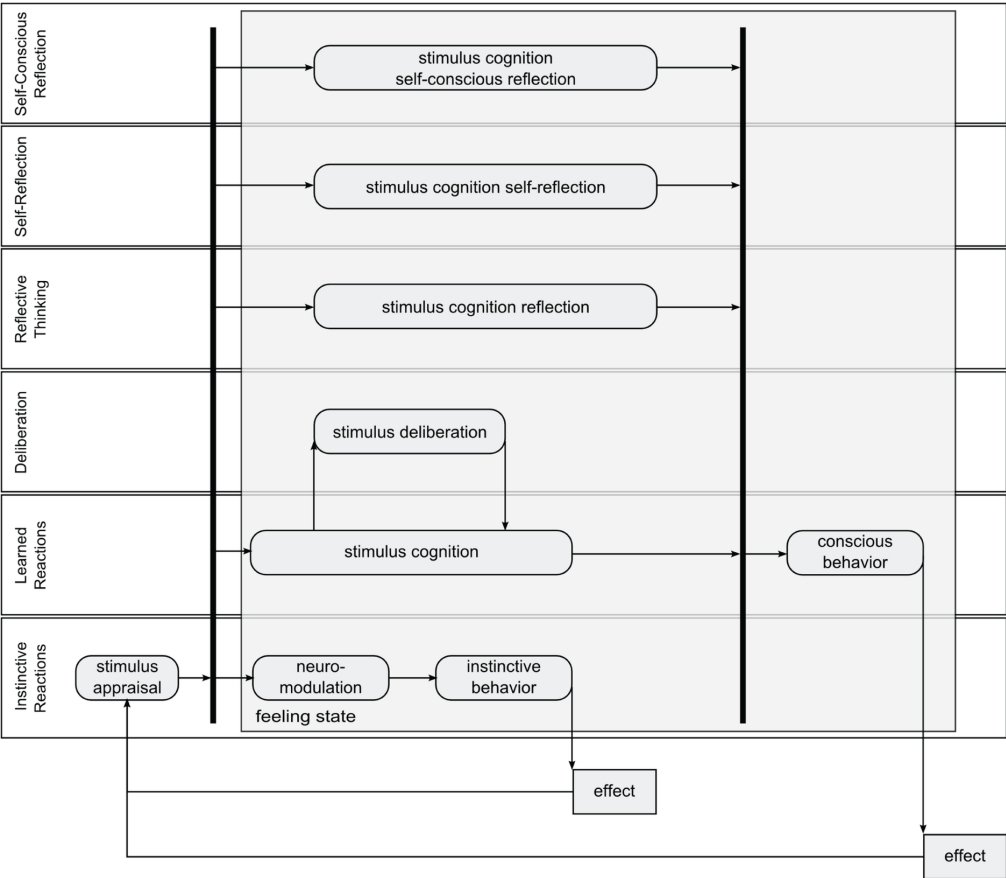 Self-Conscious
Reflection
stimulus cognition
self-conscious reflection
Self-Reflection
stimulus cognition self-reflection
Reflective
Thinking
stimulus cognition reflection
Deliberation
stimulus deliberation
Learned
Reactions
stimulus cognition
conscious
behavior
Instinctive
Reactions
stimulus
appraisal
neuro-
modulation
instinctive
behavior
feeling state
effect
effect